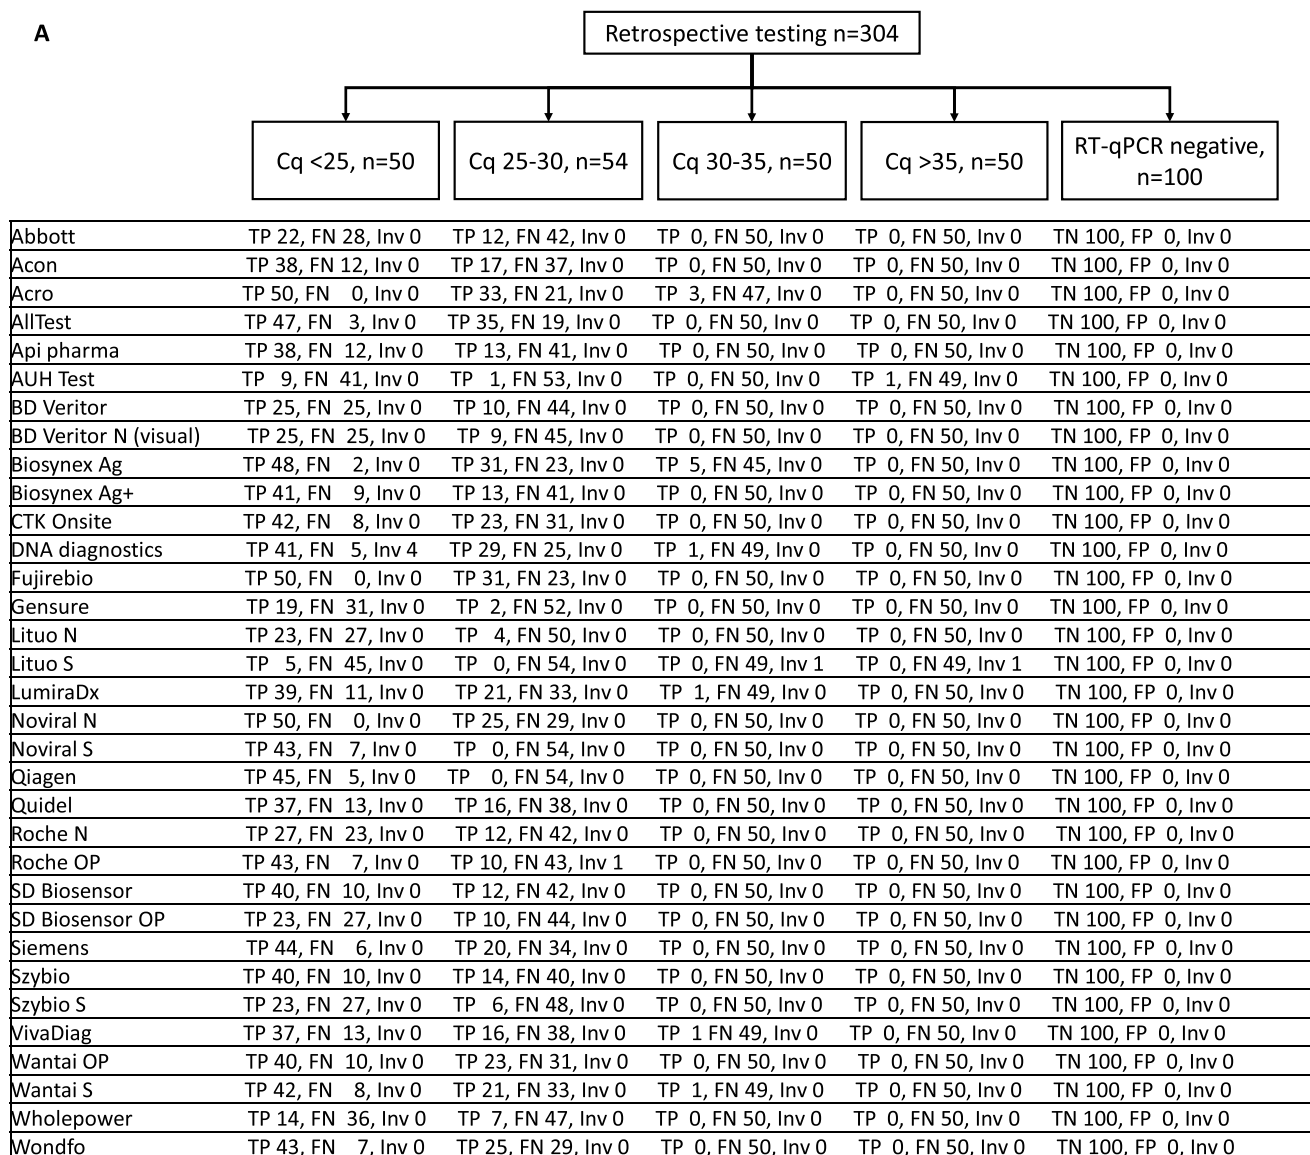 A
Retrospective testing n=304
Cq <25, n=50 Cq 25-30, n=54 Cq 30-35, n=50 Cq >35, n=50 RT-qPCR negative, n=100
Abbott TP 22, FN 28, Inv 0 TP 12, FN 42, Inv 0 TP 0, FN 50, Inv 0 TP 0, FN 50, Inv 0 TN 100, FP 0, Inv 0
Acon TP 38, FN 12, Inv 0 TP 17, FN 37, Inv 0 TP 0, FN 50, Inv 0 TP 0, FN 50, Inv 0 TN 100, FP 0, Inv 0
Acro TP 50, FN 0, Inv 0 TP 33, FN 21, Inv 0 TP 3, FN 47, Inv 0 TP 0, FN 50, Inv 0 TN 100, FP 0, Inv 0
AllTest TP 47, FN 3, Inv 0 TP 35, FN 19, Inv 0 TP 0, FN 50, Inv 0 TP 0, FN 50, Inv 0 TN 100, FP 0, Inv 0
Api pharma TP 38, FN 12, Inv 0 TP 13, FN 41, Inv 0 TP 0, FN 50, Inv 0 TP 0, FN 50, Inv 0 TN 100, FP 0, Inv 0
AUH Test TP 9, FN 41, Inv 0 TP 1, FN 53, Inv 0 TP 0, FN 50, Inv 0 TP 1, FN 49, Inv 0 TN 100, FP 0, Inv 0
BD Veritor TP 25, FN 25, Inv 0 TP 10, FN 44, Inv 0 TP 0, FN 50, Inv 0 TP 0, FN 50, Inv 0 TN 100, FP 0, Inv 0
BD Veritor N (visual) TP 25, FN 25, Inv 0 TP 9, FN 45, Inv 0 TP 0, FN 50, Inv 0 TP 0, FN 50, Inv 0 TN 100, FP 0, Inv 0
Biosynex Ag TP 48, FN 2, Inv 0 TP 31, FN 23, Inv 0 TP 5, FN 45, Inv 0 TP 0, FN 50, Inv 0 TN 100, FP 0, Inv 0
Biosynex Ag+ TP 41, FN 9, Inv 0 TP 13, FN 41, Inv 0 TP 0, FN 50, Inv 0 TP 0, FN 50, Inv 0 TN 100, FP 0, Inv 0
CTK Onsite TP 42, FN 8, Inv 0 TP 23, FN 31, Inv 0 TP 0, FN 50, Inv 0 TP 0, FN 50, Inv 0 TN 100, FP 0, Inv 0
DNA diagnostics TP 41, FN 5, Inv 4 TP 29, FN 25, Inv 0 TP 1, FN 49, Inv 0 TP 0, FN 50, Inv 0 TN 100, FP 0, Inv 0
Fujirebio TP 50, FN 0, Inv 0 TP 31, FN 23, Inv 0 TP 0, FN 50, Inv 0 TP 0, FN 50, Inv 0 TN 100, FP 0, Inv 0
Gensure TP 19, FN 31, Inv 0 TP 2, FN 52, Inv 0 TP 0, FN 50, Inv 0 TP 0, FN 50, Inv 0 TN 100, FP 0, Inv 0
Lituo N TP 23, FN 27, Inv 0 TP 4, FN 50, Inv 0 TP 0, FN 50, Inv 0 TP 0, FN 50, Inv 0 TN 100, FP 0, Inv 0
Lituo S TP 5, FN 45, Inv 0 TP 0, FN 54, Inv 0 TP 0, FN 49, Inv 1 TP 0, FN 49, Inv 1 TN 100, FP 0, Inv 0
LumiraDx TP 39, FN 11, Inv 0 TP 21, FN 33, Inv 0 TP 1, FN 49, Inv 0 TP 0, FN 50, Inv 0 TN 100, FP 0, Inv 0
Noviral N TP 50, FN 0, Inv 0 TP 25, FN 29, Inv 0 TP 0, FN 50, Inv 0 TP 0, FN 50, Inv 0 TN 100, FP 0, Inv 0
Noviral S TP 43, FN 7, Inv 0 TP 0, FN 54, Inv 0 TP 0, FN 50, Inv 0 TP 0, FN 50, Inv 0 TN 100, FP 0, Inv 0
Qiagen TP 45, FN 5, Inv 0 TP 0, FN 54, Inv 0 TP 0, FN 50, Inv 0 TP 0, FN 50, Inv 0 TN 100, FP 0, Inv 0
Quidel TP 37, FN 13, Inv 0 TP 16, FN 38, Inv 0 TP 0, FN 50, Inv 0 TP 0, FN 50, Inv 0 TN 100, FP 0, Inv 0
Roche N TP 27, FN 23, Inv 0 TP 12, FN 42, Inv 0 TP 0, FN 50, Inv 0 TP 0, FN 50, Inv 0 TN 100, FP 0, Inv 0
Roche OP TP 43, FN 7, Inv 0 TP 10, FN 43, Inv 1 TP 0, FN 50, Inv 0 TP 0, FN 50, Inv 0 TN 100, FP 0, Inv 0
SD Biosensor TP 40, FN 10, Inv 0 TP 12, FN 42, Inv 0 TP 0, FN 50, Inv 0 TP 0, FN 50, Inv 0 TN 100, FP 0, Inv 0
SD Biosensor OP TP 23, FN 27, Inv 0 TP 10, FN 44, Inv 0 TP 0, FN 50, Inv 0 TP 0, FN 50, Inv 0 TN 100, FP 0, Inv 0
Siemens TP 44, FN 6, Inv 0 TP 20, FN 34, Inv 0 TP 0, FN 50, Inv 0 TP 0, FN 50, Inv 0 TN 100, FP 0, Inv 0
Szybio TP 40, FN 10, Inv 0 TP 14, FN 40, Inv 0 TP 0, FN 50, Inv 0 TP 0, FN 50, Inv 0 TN 100, FP 0, Inv 0
Szybio S TP 23, FN 27, Inv 0 TP 6, FN 48, Inv 0 TP 0, FN 50, Inv 0 TP 0, FN 50, Inv 0 TN 100, FP 0, Inv 0
VivaDiag TP 37, FN 13, Inv 0 TP 16, FN 38, Inv 0 TP 1 FN 49, Inv 0 TP 0, FN 50, Inv 0 TN 100, FP 0, Inv 0
Wantai OP TP 40, FN 10, Inv 0 TP 23, FN 31, Inv 0 TP 0, FN 50, Inv 0 TP 0, FN 50, Inv 0 TN 100, FP 0, Inv 0
Wantai S TP 42, FN 8, Inv 0 TP 21, FN 33, Inv 0 TP 1, FN 49, Inv 0 TP 0, FN 50, Inv 0 TN 100, FP 0, Inv 0
Wholepower TP 14, FN 36, Inv 0 TP 7, FN 47, Inv 0 TP 0, FN 50, Inv 0 TP 0, FN 50, Inv 0 TN 100, FP 0, Inv 0
Wondfo TP 43, FN 7, Inv 0 TP 25, FN 29, Inv 0 TP 0, FN 50, Inv 0 TP 0, FN 50, Inv 0 TN 100, FP 0, Inv 0